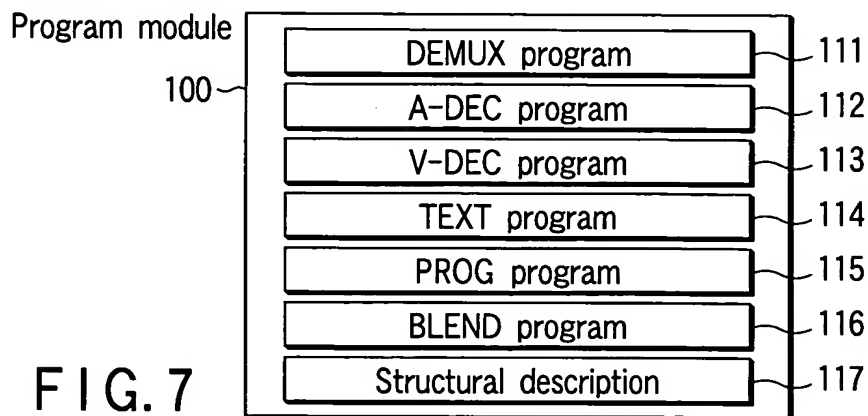 Program module
100
DEMUX program 111
A-DEC program 112
V-DEC program 113
TEXT program 114
PROG program 115
BLEND program 116
Structural description 117
FIG. 7